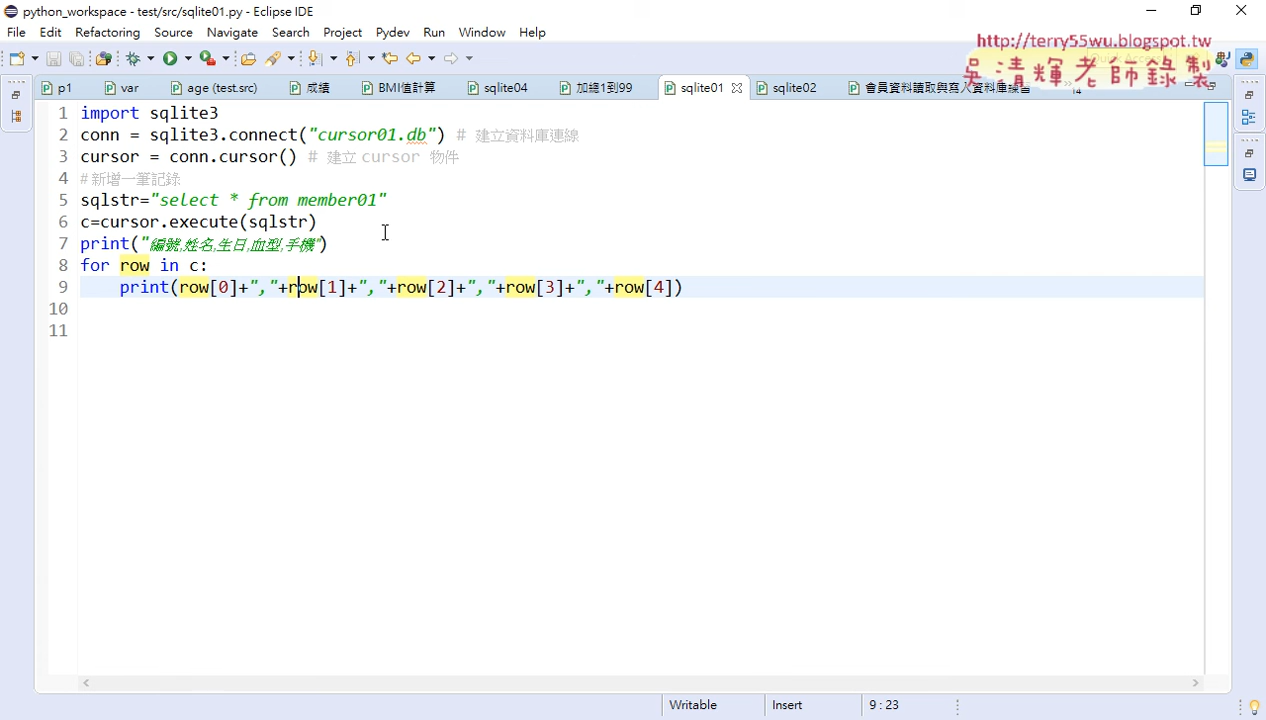 python_workspace - test/src/sqlite01.py - Eclipse IDE
File Edit Refactoring Source Navigate Search Project Pydev Run Window Help
http://terry55wu.blogspot.tw
吳清輝老師錄製
p1 var age (test.src) 成績 BMI值計算 sqlite04 加總1到99 sqlite01 sqlite02 會員資料讀取與寫入資料庫練習
1 import sqlite3
2 conn = sqlite3.connect("cursor01.db") # 建立資料庫連線
3 cursor = conn.cursor() # 建立 cursor 物件
4 #新增一筆記錄
5 sqlstr="select * from member01"
6 c=cursor.execute(sqlstr)
7 print("編號,姓名,生日,血型,手機")
8 for row in c:
9 print(row[0]+","+row[1]+","+row[2]+","+row[3]+","+row[4])
10
11
Writable Insert 9 : 23